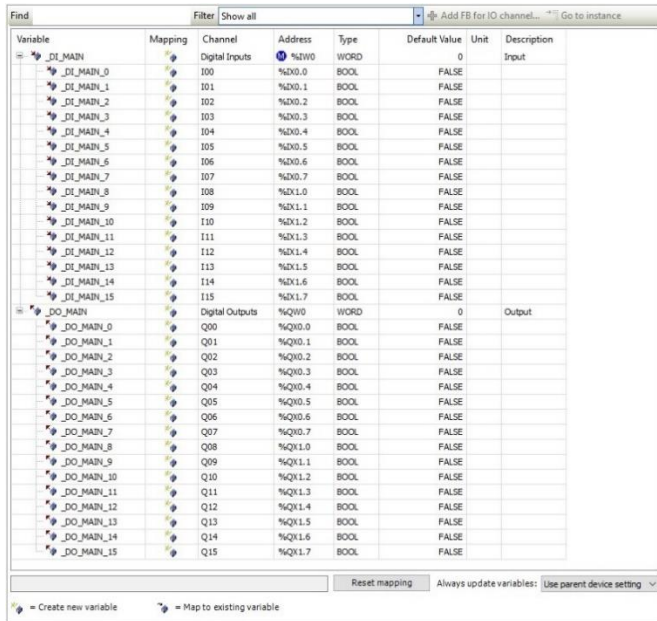 Find Filter Show all Add FB for IO channel... Go to instance
Variable Mapping Channel Address Type Default Value Unit Description
_DI_MAIN Digital Inputs M %IW0 WORD 0 Input
_DI_MAIN_0 I00 %IX0.0 BOOL FALSE
_DI_MAIN_1 I01 %IX0.1 BOOL FALSE
_DI_MAIN_2 I02 %IX0.2 BOOL FALSE
_DI_MAIN_3 I03 %IX0.3 BOOL FALSE
_DI_MAIN_4 I04 %IX0.4 BOOL FALSE
_DI_MAIN_5 I05 %IX0.5 BOOL FALSE
_DI_MAIN_6 I06 %IX0.6 BOOL FALSE
_DI_MAIN_7 I07 %IX0.7 BOOL FALSE
_DI_MAIN_8 I08 %IX1.0 BOOL FALSE
_DI_MAIN_9 I09 %IX1.1 BOOL FALSE
_DI_MAIN_10 I10 %IX1.2 BOOL FALSE
_DI_MAIN_11 I11 %IX1.3 BOOL FALSE
_DI_MAIN_12 I12 %IX1.4 BOOL FALSE
_DI_MAIN_13 I13 %IX1.5 BOOL FALSE
_DI_MAIN_14 I14 %IX1.6 BOOL FALSE
_DI_MAIN_15 I15 %IX1.7 BOOL FALSE
_DO_MAIN Digital Outputs %QW0 WORD 0 Output
_DO_MAIN_0 Q00 %QX0.0 BOOL FALSE
_DO_MAIN_1 Q01 %QX0.1 BOOL FALSE
_DO_MAIN_2 Q02 %QX0.2 BOOL FALSE
_DO_MAIN_3 Q03 %QX0.3 BOOL FALSE
_DO_MAIN_4 Q04 %QX0.4 BOOL FALSE
_DO_MAIN_5 Q05 %QX0.5 BOOL FALSE
_DO_MAIN_6 Q06 %QX0.6 BOOL FALSE
_DO_MAIN_7 Q07 %QX0.7 BOOL FALSE
_DO_MAIN_8 Q08 %QX1.0 BOOL FALSE
_DO_MAIN_9 Q09 %QX1.1 BOOL FALSE
_DO_MAIN_10 Q10 %QX1.2 BOOL FALSE
_DO_MAIN_11 Q11 %QX1.3 BOOL FALSE
_DO_MAIN_12 Q12 %QX1.4 BOOL FALSE
_DO_MAIN_13 Q13 %QX1.5 BOOL FALSE
_DO_MAIN_14 Q14 %QX1.6 BOOL FALSE
_DO_MAIN_15 Q15 %QX1.7 BOOL FALSE
Reset mapping Always update variables: Use parent device setting
= Create new variable = Map to existing variable